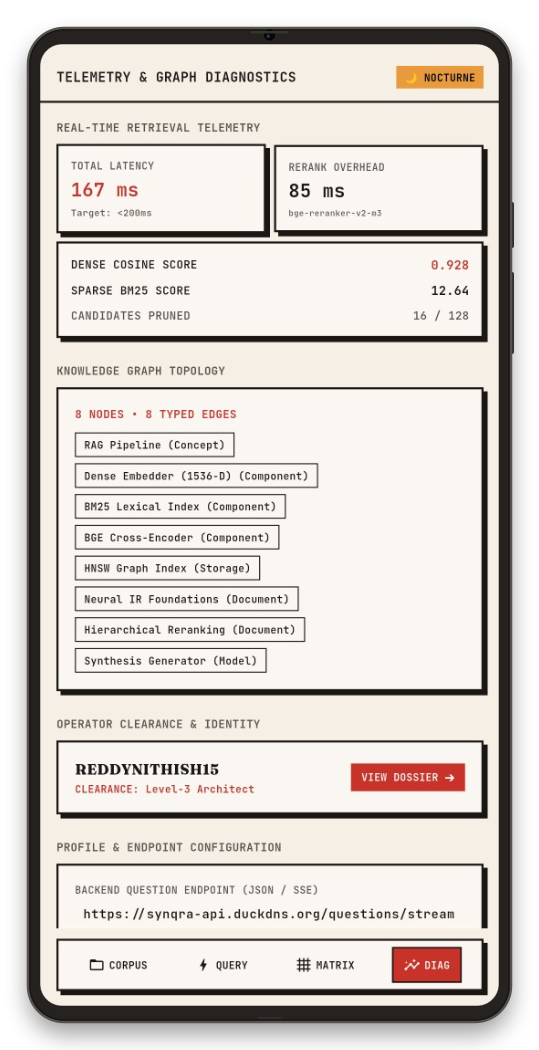 TELEMETRY & GRAPH DIAGNOSTICS
🌙 NOCTURNE
REAL-TIME RETRIEVAL TELEMETRY
TOTAL LATENCY
167 ms
Target: <200ms
RERANK OVERHEAD
85 ms
bge-reranker-v2-m3
DENSE COSINE SCORE 0.928
SPARSE BM25 SCORE 12.64
CANDIDATES PRUNED 16 / 128
KNOWLEDGE GRAPH TOPOLOGY
8 NODES • 8 TYPED EDGES
RAG Pipeline (Concept)
Dense Embedder (1536-D) (Component)
BM25 Lexical Index (Component)
BGE Cross-Encoder (Component)
HNSW Graph Index (Storage)
Neural IR Foundations (Document)
Hierarchical Reranking (Document)
Synthesis Generator (Model)
OPERATOR CLEARANCE & IDENTITY
REDDYNITHISH15
CLEARANCE: Level-3 Architect
VIEW DOSSIER →
PROFILE & ENDPOINT CONFIGURATION
BACKEND QUESTION ENDPOINT (JSON / SSE)
https://synqra-api.duckdns.org/questions/stream
CORPUS QUERY MATRIX DIAG